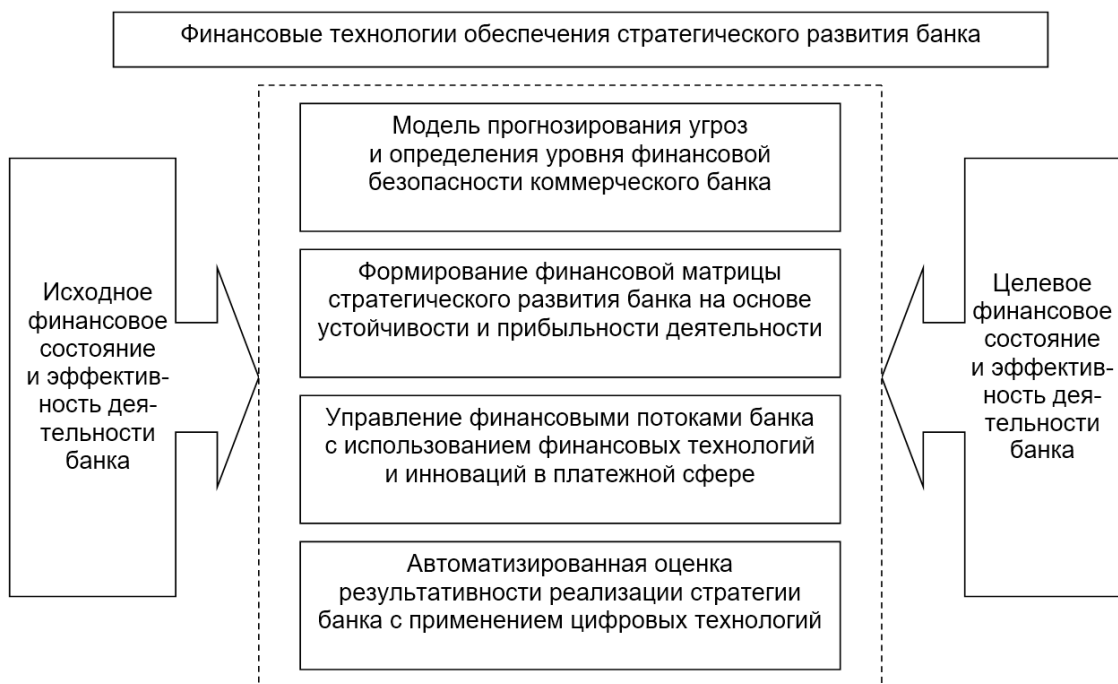 Финансовые технологии обеспечения стратегического развития банка
Исходное
финансовое
состояние
и эффектив-
ность дея-
тельности
банка
Модель прогнозирования угроз
и определения уровня финансовой
безопасности коммерческого банка
Формирование финансовой матрицы
стратегического развития банка на основе
устойчивости и прибыльности деятельности
Управление финансовыми потоками банка
с использованием финансовых технологий
и инноваций в платежной сфере
Автоматизированная оценка
результативности реализации стратегии
банка с применением цифровых технологий
Целевое
финансовое
состояние
и эффектив-
ность дея-
тельности
банка